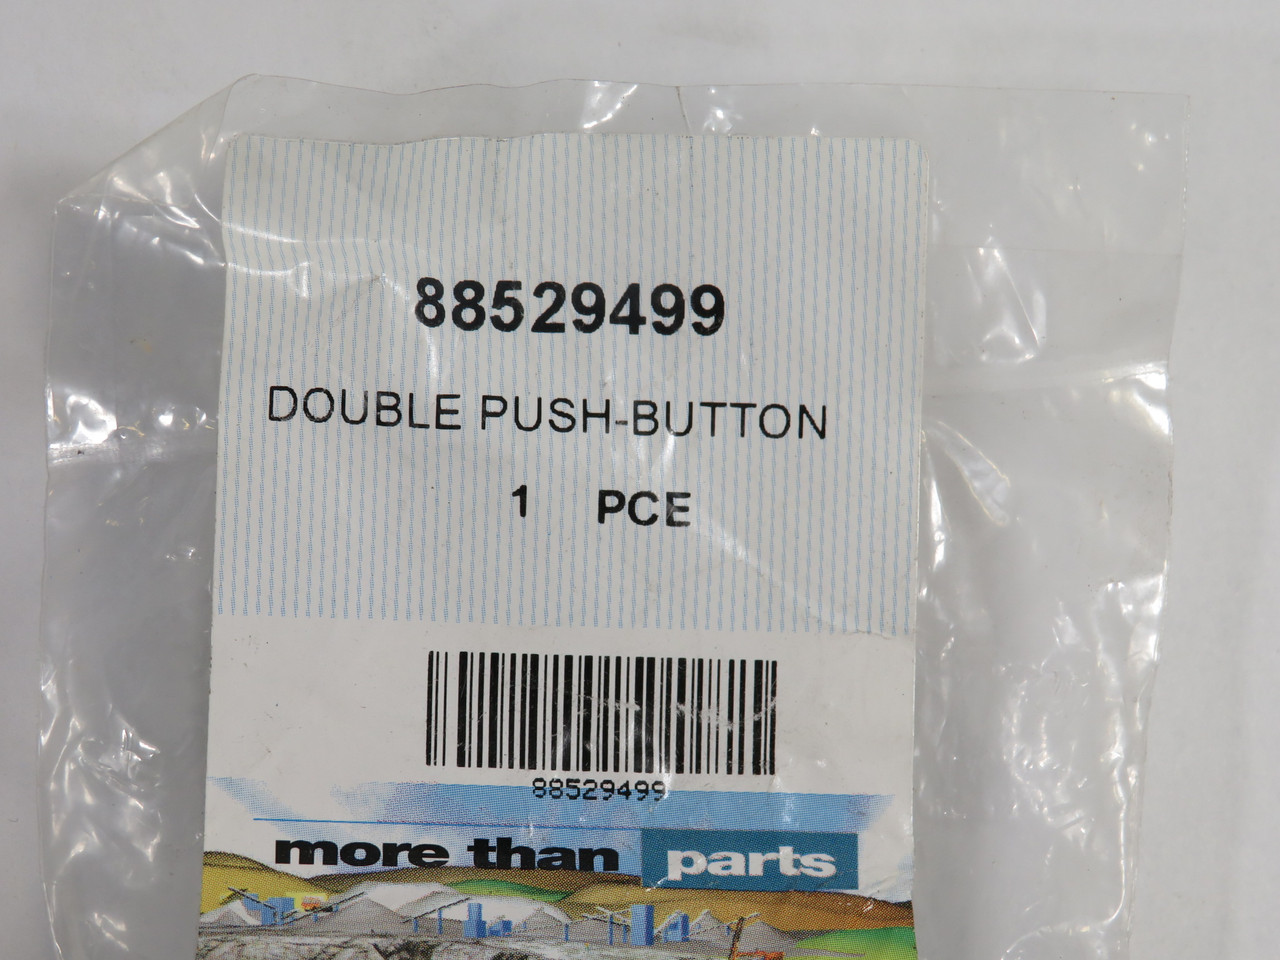 88529499
DOUBLE PUSH-BUTTON
1 PCE
88529499
more than parts